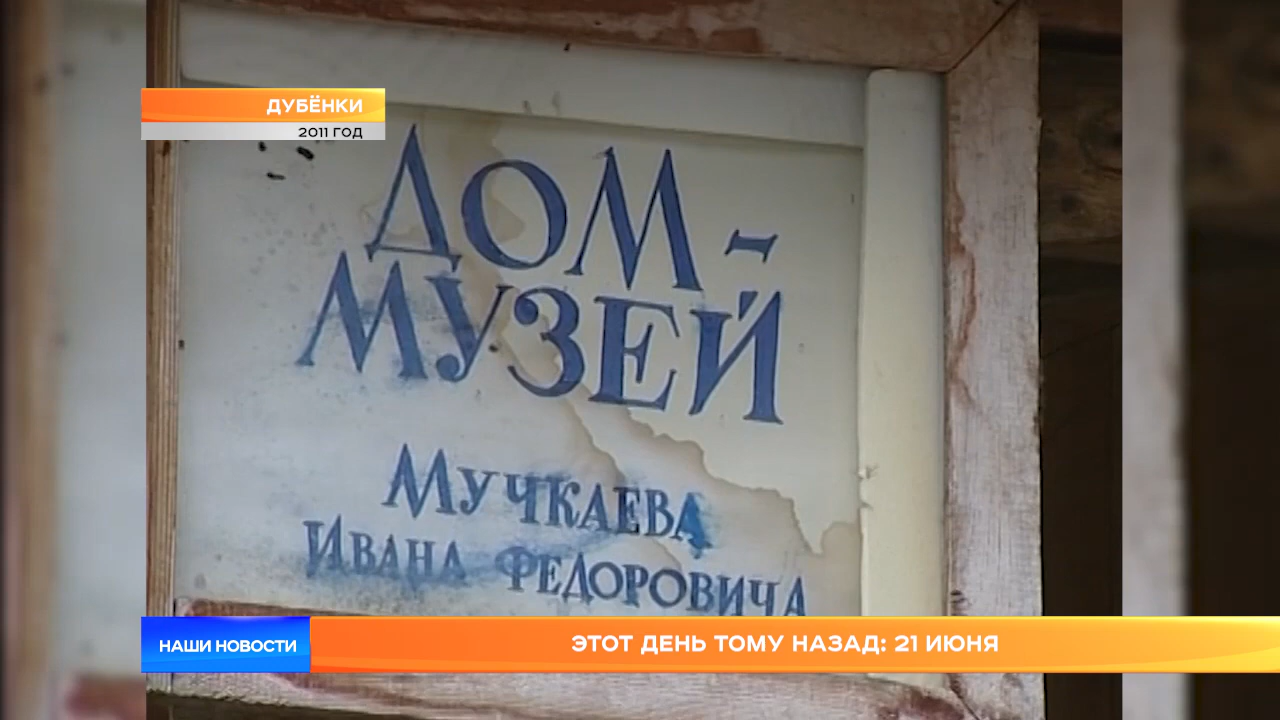 ДУБЁНКИ
2011 ГОД
ДОМ-
МУЗЕЙ
МУЧКАЕВА
ИВАНА ФЕДОРОВИЧА
НАШИ НОВОСТИ
ЭТОТ ДЕНЬ ТОМУ НАЗАД: 21 ИЮНЯ